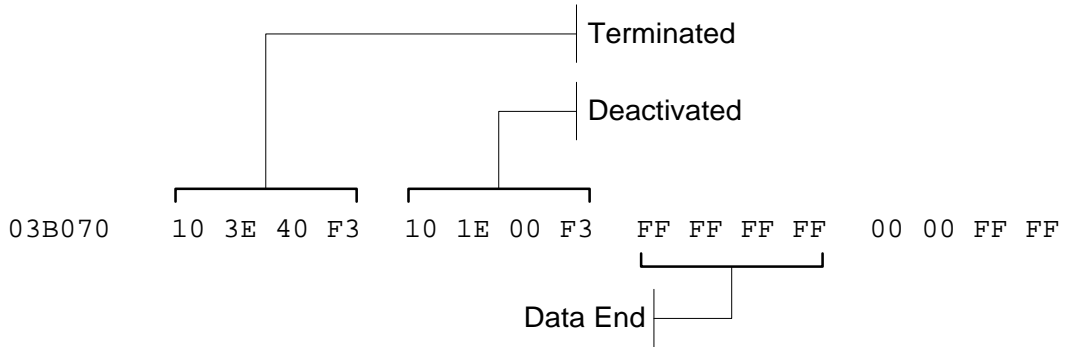 Terminated
Deactivated
03B070 10 3E 40 F3 10 1E 00 F3 FF FF FF FF 00 00 FF FF
Data End